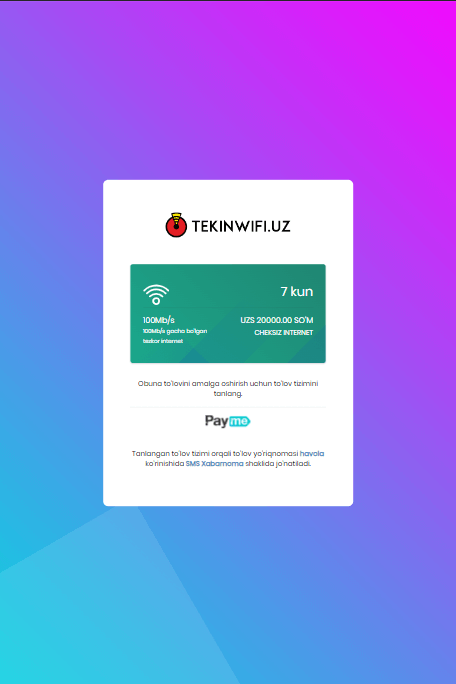 TEKINWIFI.UZ
7 kun
100Mb/s
UZS 20000.00 SO'M
100Mb/s gacha bo'lgan
CHEKSIZ INTERNET
tezkor internet
Obuna to'lovini amalga oshirish uchun to'lov tizimini
tanlang.
Payme
Tanlangan to'lov tizimi orqali to'lov yo'riqnomasi havola
ko'rinishida SMS Xabarnoma shaklida jo'natiladi.